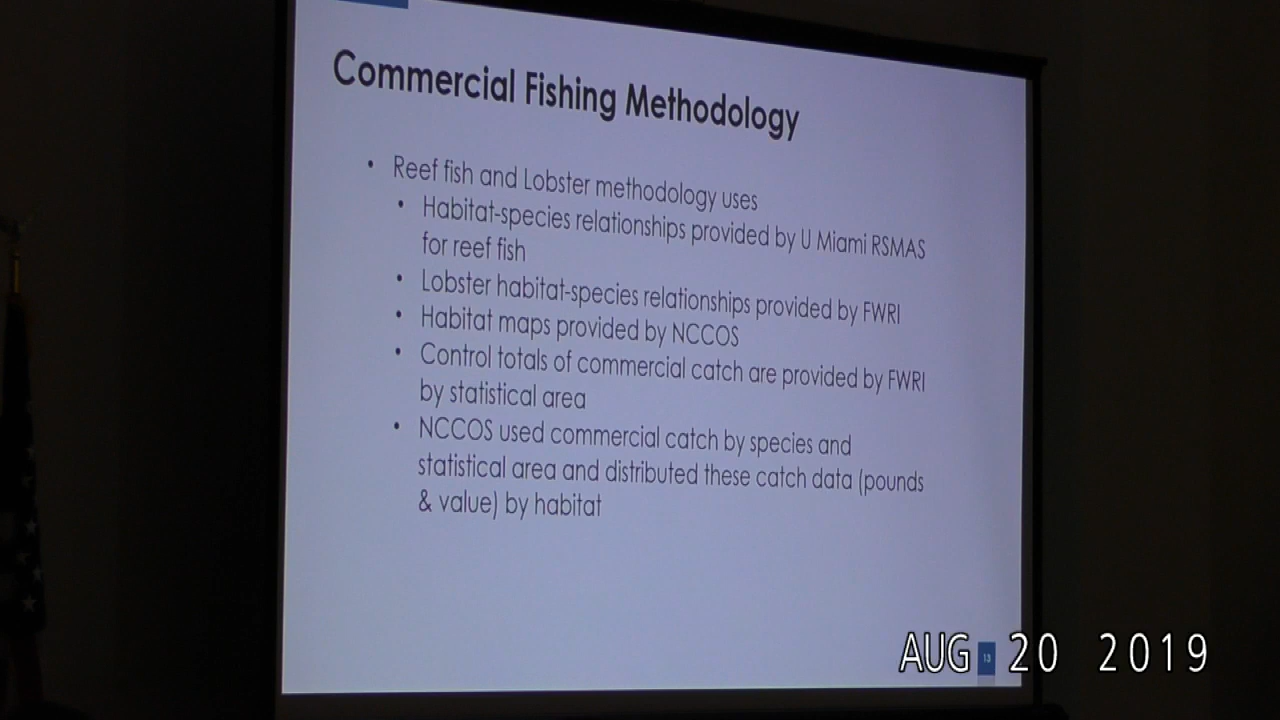 Commercial Fishing Methodology
• Reef fish and Lobster methodology uses
• Habitat-species relationships provided by U Miami RSMAS
for reef fish
• Lobster habitat-species relationships provided by FWRI
• Habitat maps provided by NCCOS
• Control totals of commercial catch are provided by FWRI
by statistical area
• NCCOS used commercial catch by species and
statistical area and distributed these catch data (pounds
& value) by habitat
13
AUG 20 2019